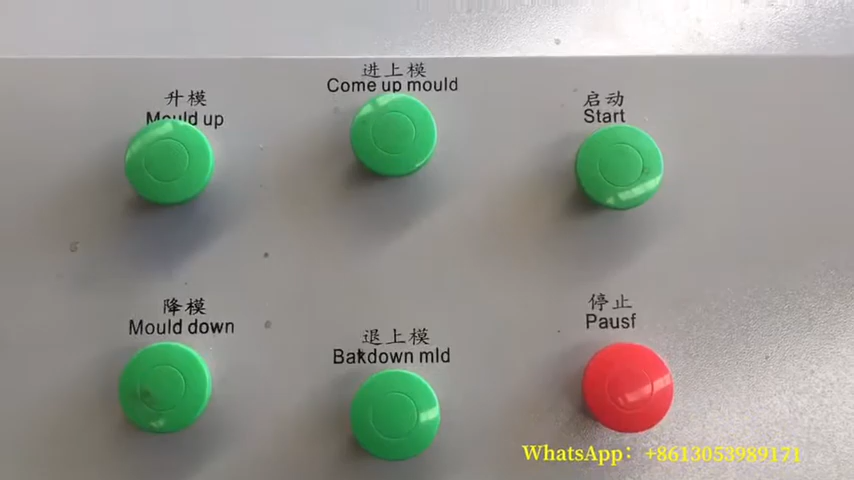 升模
Mould up
进上模
Come up mould
启动
Start
降模
Mould down
退上模
Bakdown mld
停止
Pausf
WhatsApp：+8613053989171